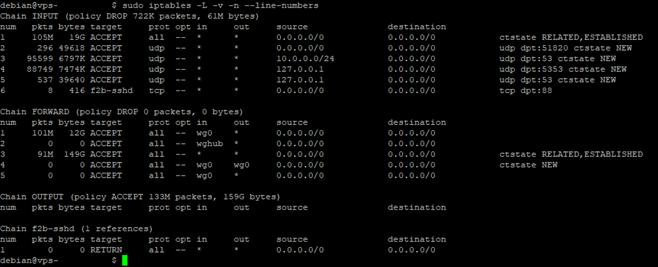 debian@vps-        $ sudo iptables -L -v -n --line-numbers
Chain INPUT (policy DROP 722K packets, 61M bytes)
num   pkts bytes target     prot opt in     out     source               destination
1     105M   19G ACCEPT     all  --  *      *       0.0.0.0/0            0.0.0.0/0            ctstate RELATED,ESTABLISHED
2      296 49618 ACCEPT     udp  --  *      *       0.0.0.0/0            0.0.0.0/0            udp dpt:51820 ctstate NEW
3    95599 6797K ACCEPT     udp  --  *      *       10.0.0.0/24          0.0.0.0/0            udp dpt:53 ctstate NEW
4    88749 7474K ACCEPT     udp  --  *      *       127.0.0.1            0.0.0.0/0            udp dpt:5353 ctstate NEW
5      537 39640 ACCEPT     udp  --  *      *       127.0.0.1            0.0.0.0/0            udp dpt:53 ctstate NEW
6        8   416 f2b-sshd   tcp  --  *      *       0.0.0.0/0            0.0.0.0/0            tcp dpt:88
Chain FORWARD (policy DROP 0 packets, 0 bytes)
num   pkts bytes target     prot opt in     out     source               destination
1     101M   12G ACCEPT     all  --  wg0    *       0.0.0.0/0            0.0.0.0/0
2        0     0 ACCEPT     all  --  wghub  *       0.0.0.0/0            0.0.0.0/0
3      91M  149G ACCEPT     all  --  *      *       0.0.0.0/0            0.0.0.0/0            ctstate RELATED,ESTABLISHED
4        0     0 ACCEPT     all  --  wg0    wg0     0.0.0.0/0            0.0.0.0/0            ctstate NEW
5        0     0 ACCEPT     all  --  wg0    *       0.0.0.0/0            0.0.0.0/0
Chain OUTPUT (policy ACCEPT 133M packets, 159G bytes)
num   pkts bytes target     prot opt in     out     source               destination
Chain f2b-sshd (1 references)
num   pkts bytes target     prot opt in     out     source               destination
1        0     0 RETURN     all  --  *      *       0.0.0.0/0            0.0.0.0/0
debian@vps-        $